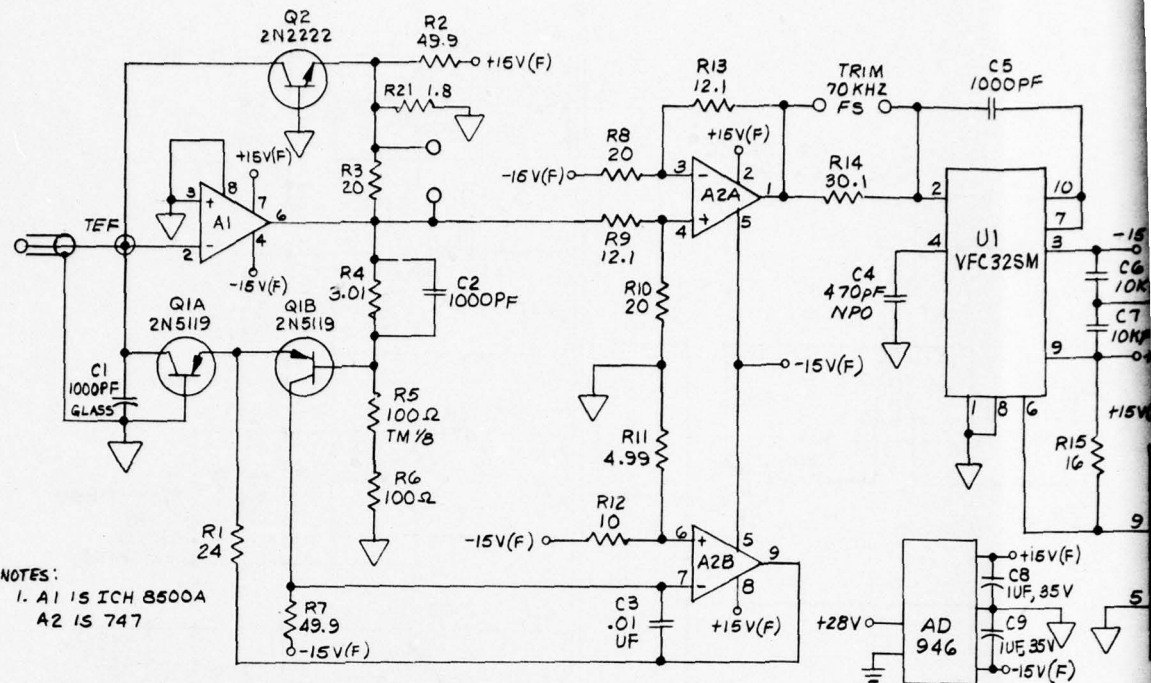 Q2
2N2222
R2
49.9
+15V(F)
R21 1.8
R3
20
+15V(F)
3
+
8
7
A1
6
4
-
2
-15V(F)
TEF
R4
3.01
C2
1000PF
Q1A
2N5119
Q1B
2N5119
C1
1000PF
GLASS
R5
100Ω
TM 1/8
R6
100Ω
R1
24
R7
49.9
-15V(F)
NOTES:
1. A1 IS ICH 8500A
A2 IS 747
R13
12.1
R8
20
-15V(F)
+15V(F)
3
-
2
A2A
1
5
4
+
R9
12.1
R10
20
-15V(F)
R11
4.99
R12
10
-15V(F)
6
+
5
A2B
9
7
-
8
+15V(F)
C3
.01
UF
TRIM
70KHZ
FS
R14
30.1
C5
1000PF
2
10
7
4
U1
VFC32SM
3
9
1
8
6
C4
470pF
NPO
-15
C6
10K
C7
10K
+15V(
R15
16
9
5
+28V
AD
946
+15V(F)
C8
1UF, 35V
C9
1UF, 35V
-15V(F)